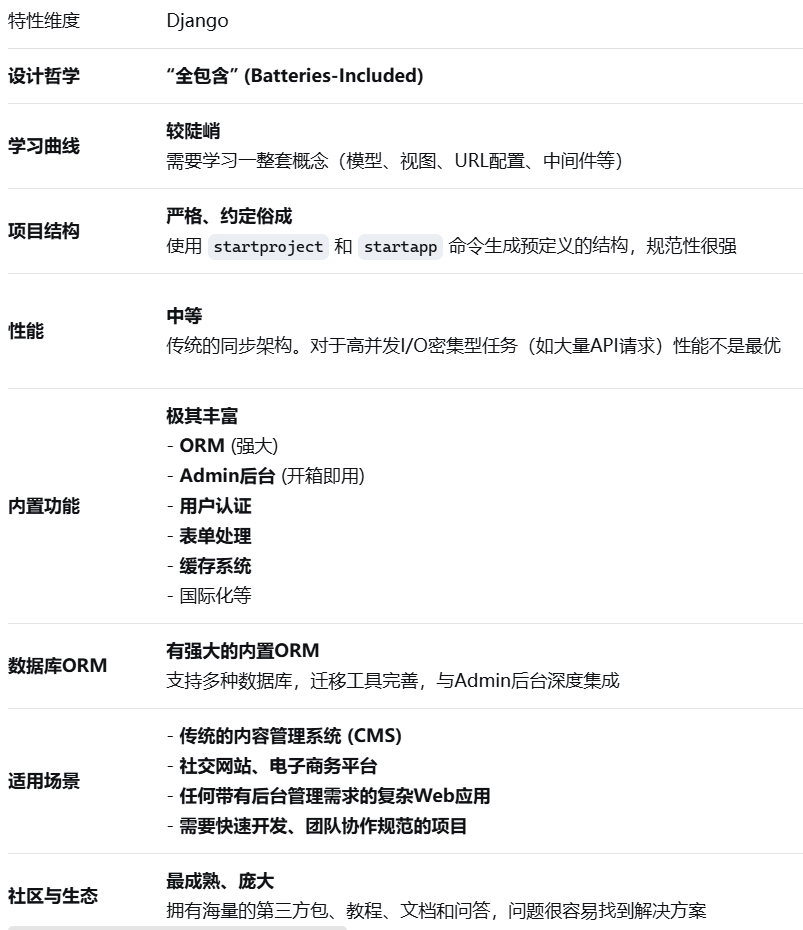 特性维度 Django
设计哲学 “全包含” (Batteries-Included)
学习曲线 较陡峭
需要学习一整套概念（模型、视图、URL配置、中间件等）
项目结构 严格、约定俗成
使用 startproject 和 startapp 命令生成预定义的结构，规范性很强
性能 中等
传统的同步架构。对于高并发I/O密集型任务（如大量API请求）性能不是最优
内置功能 极其丰富
- ORM (强大)
- Admin后台 (开箱即用)
- 用户认证
- 表单处理
- 缓存系统
- 国际化等
数据库ORM 有强大的内置ORM
支持多种数据库，迁移工具完善，与Admin后台深度集成
适用场景 - 传统的内容管理系统 (CMS)
- 社交网站、电子商务平台
- 任何带有后台管理需求的复杂Web应用
- 需要快速开发、团队协作规范的项目
社区与生态 最成熟、庞大
拥有海量的第三方包、教程、文档和问答，问题很容易找到解决方案